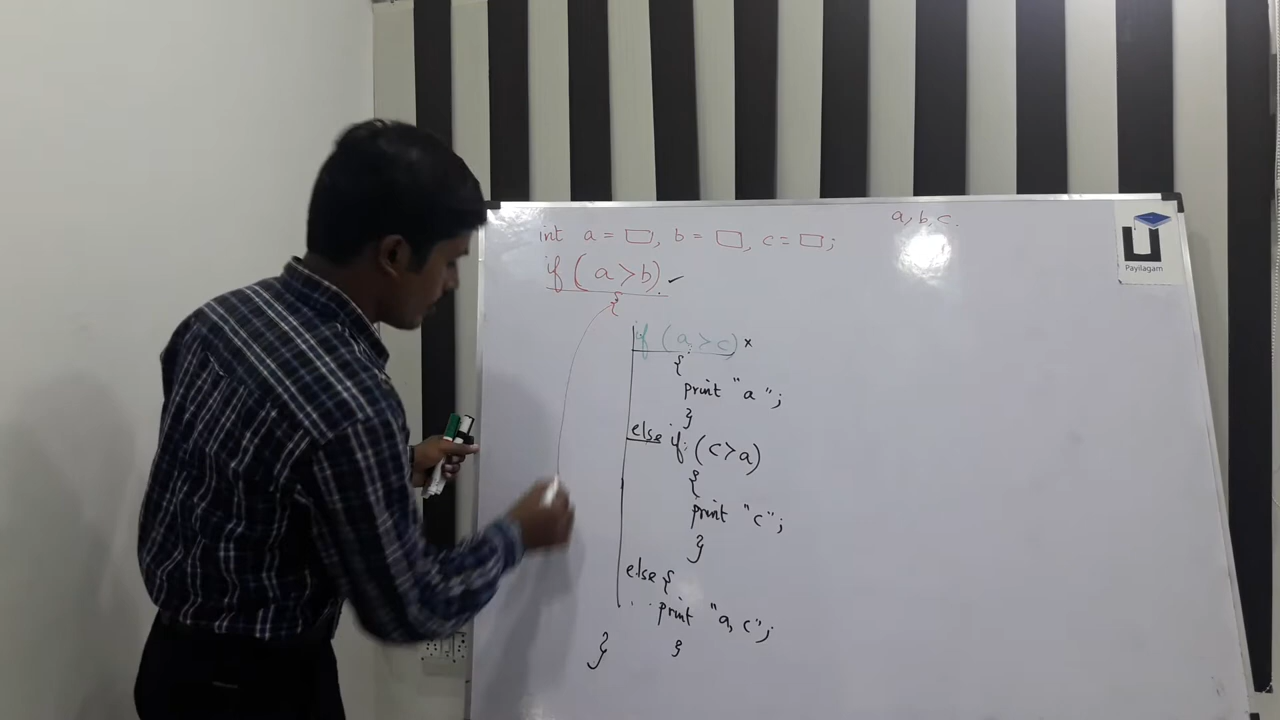 a, b, c.
int a = □, b = □, c = □;
if (a > b)
{
if (a > c) x
{
print "a";
}
else if (c > a)
{
print "c";
}
else {
print "a, c";
}
}
Payilagam